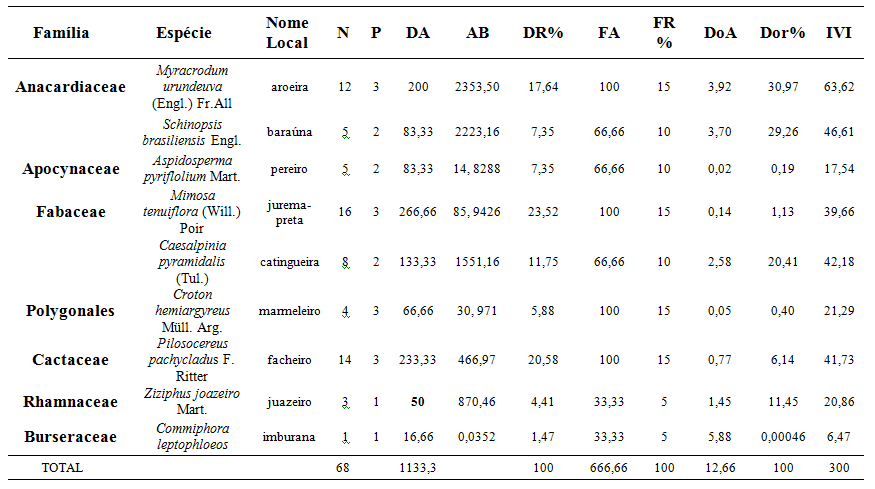 Família Espécie Nome Local N P DA AB DR% FA FR % DoA Dor% IVI
Anacardiaceae Myracrodum urundeuva (Engl.) Fr.All aroeira 12 3 200 2353,50 17,64 100 15 3,92 30,97 63,62
Schinopsis brasiliensis Engl. baraúna 5 2 83,33 2223,16 7,35 66,66 10 3,70 29,26 46,61
Apocynaceae Aspidosperma pyriflolium Mart. pereiro 5 2 83,33 14, 8288 7,35 66,66 10 0,02 0,19 17,54
Fabaceae Mimosa tenuiflora (Will.) Poir jurema-preta 16 3 266,66 85, 9426 23,52 100 15 0,14 1,13 39,66
Caesalpinia pyramidalis (Tul.) catingueira 8 2 133,33 1551,16 11,75 66,66 10 2,58 20,41 42,18
Polygonales Croton hemiargyreus Müll. Arg. marmeleiro 4 3 66,66 30, 971 5,88 100 15 0,05 0,40 21,29
Cactaceae Pilosocereus pachycladus F. Ritter facheiro 14 3 233,33 466,97 20,58 100 15 0,77 6,14 41,73
Rhamnaceae Ziziphus joazeiro Mart. juazeiro 3 1 50 870,46 4,41 33,33 5 1,45 11,45 20,86
Burseraceae Commiphora leptophloeos imburana 1 1 16,66 0,0352 1,47 33,33 5 5,88 0,00046 6,47
TOTAL 68 1133,3 100 666,66 100 12,66 100 300